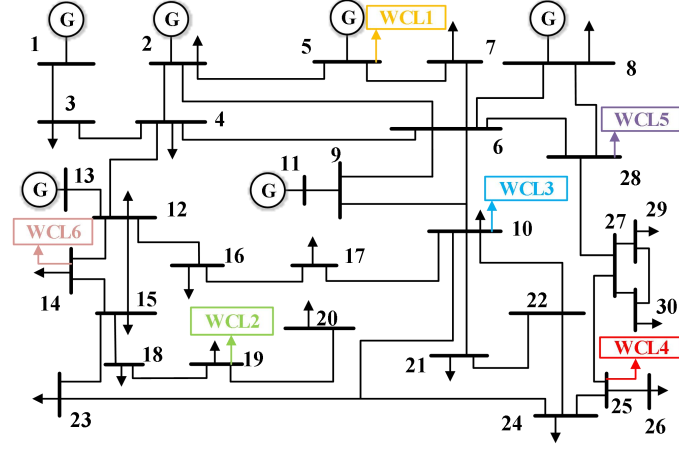 G G G WCL1 G
1 2 5 7 8
3 4 6 WCL5
G 13 G 11 9 28
12 WCL3 27 29
WCL6 16 17 10
14 15 WCL2 20 22 30
18 19 21 WCL4
23 24 25 26